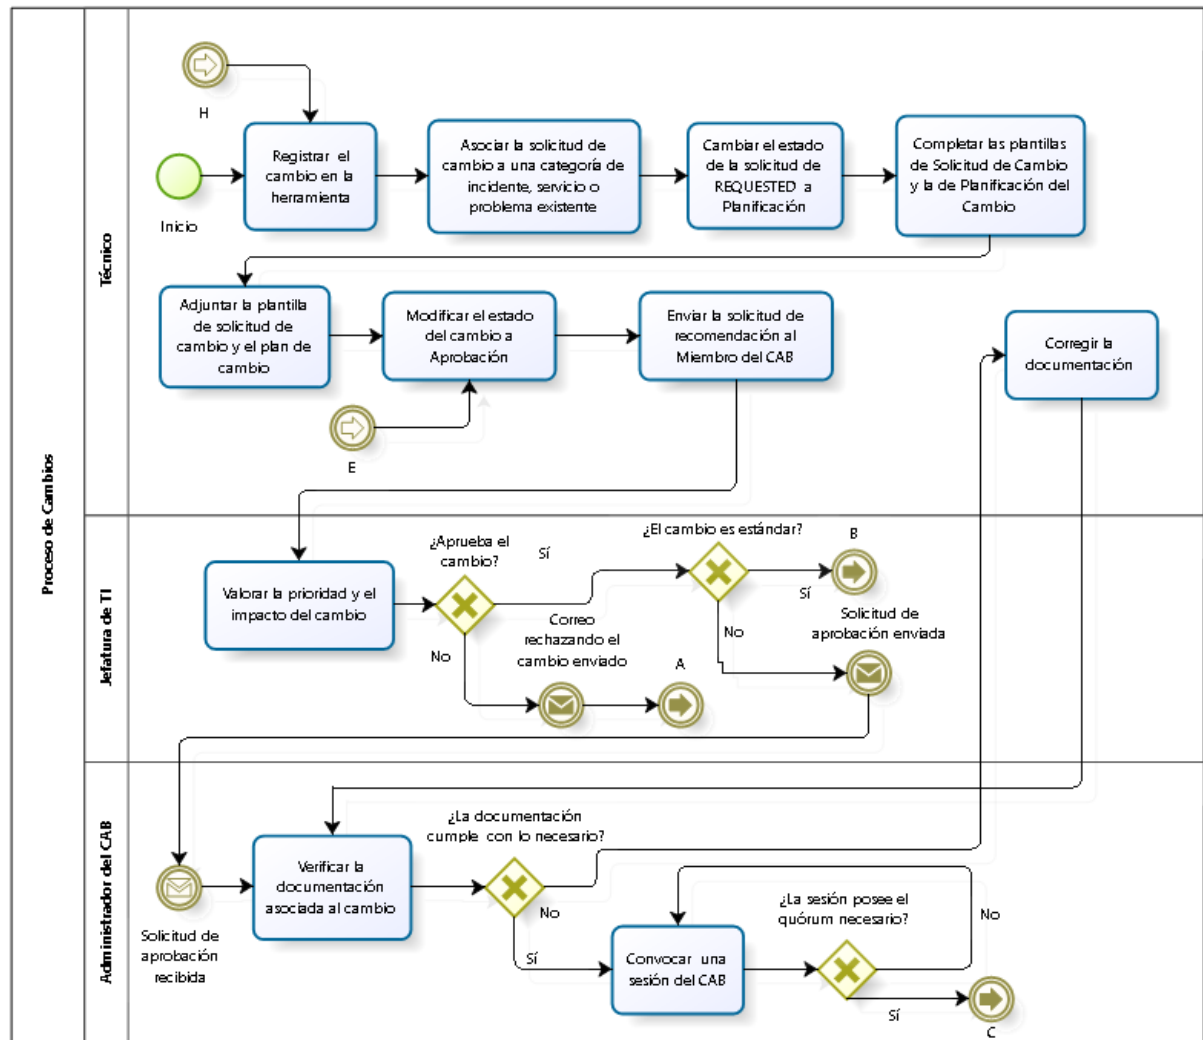 Proceso de Cambios
Técnico
H
Inicio
Registrar el
cambio en la
herramienta
Asociar la solicitud de
cambio a una categoría de
incidente, servicio o
problema existente
Cambiar el estado
de la solicitud de
REQUESTED a
Planificación
Completar las plantillas
de Solicitud de Cambio
y la de Planificación del
Cambio
Adjuntar la plantilla
de solicitud de
cambio y el plan de
cambio
Modificar el estado
del cambio a
Aprobación
Enviar la solicitud de
recomendación al
Miembro del CAB
Corregir la
documentación
E
Jefatura de TI
Valorar la prioridad y el
impacto del cambio
¿Aprueba el
cambio?
Sí
No
¿El cambio es estándar?
Sí
No
B
Correo
rechazando el
cambio enviado
A
Solicitud de
aprobación enviada
Administrador del CAB
Solicitud de
aprobación
recibida
Verificar la
documentación
asociada al cambio
¿La documentación
cumple con lo necesario?
No
Sí
Convocar una
sesión del CAB
¿La sesión posee el
quórum necesario?
No
Sí
C